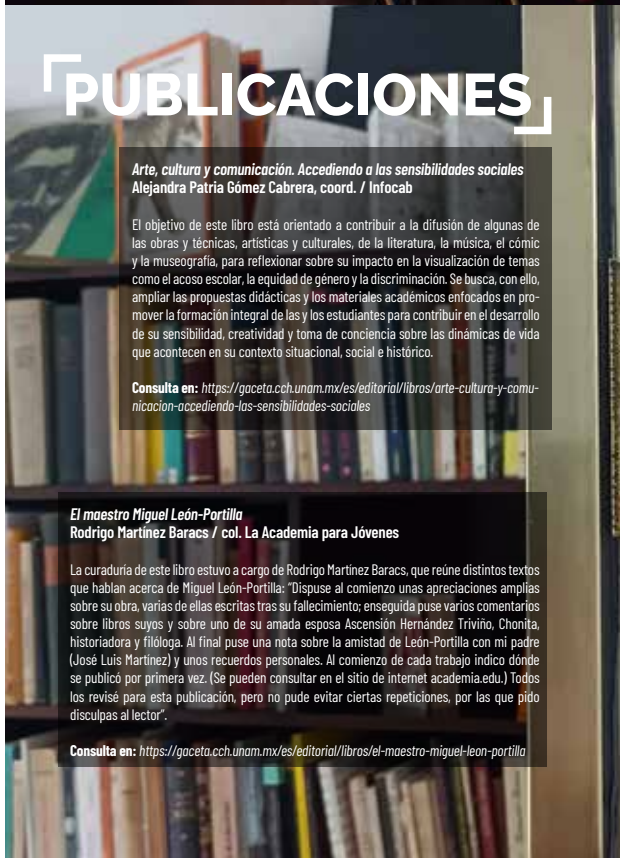 PUBLICACIONES
Arte, cultura y comunicación. Accediendo a las sensibilidades sociales
Alejandra Patria Gómez Cabrera, coord. / Infocab
El objetivo de este libro está orientado a contribuir a la difusión de algunas de
las obras y técnicas, artísticas y culturales, de la literatura, la música, el cómic
y la museografía, para reflexionar sobre su impacto en la visualización de temas
como el acoso escolar, la equidad de género y la discriminación. Se busca, con ello,
ampliar las propuestas didácticas y los materiales académicos enfocados en pro-
mover la formación integral de las y los estudiantes para contribuir en el desarrollo
de su sensibilidad, creatividad y toma de conciencia sobre las dinámicas de vida
que acontecen en su contexto situacional, social e histórico.
Consulta en: https://gaceta.cch.unam.mx/es/editorial/libros/arte-cultura-y-comu-
nicacion-accediendo-las-sensibilidades-sociales
El maestro Miguel León-Portilla
Rodrigo Martínez Baracs / col. La Academia para Jóvenes
La curaduría de este libro estuvo a cargo de Rodrigo Martínez Baracs, que reúne distintos textos
que hablan acerca de Miguel León-Portilla: “Dispuse al comienzo unas apreciaciones amplias
sobre su obra, varias de ellas escritas tras su fallecimiento; enseguida puse varios comentarios
sobre libros suyos y sobre uno de su amada esposa Ascensión Hernández Triviño, Chonita,
historiadora y filóloga. Al final puse una nota sobre la amistad de León-Portilla con mi padre
(José Luis Martínez) y unos recuerdos personales. Al comienzo de cada trabajo indico dónde
se publicó por primera vez. (Se pueden consultar en el sitio de internet academia.edu.) Todos
los revisé para esta publicación, pero no pude evitar ciertas repeticiones, por las que pido
disculpas al lector”.
Consulta en: https://gaceta.cch.unam.mx/es/editorial/libros/el-maestro-miguel-leon-portilla